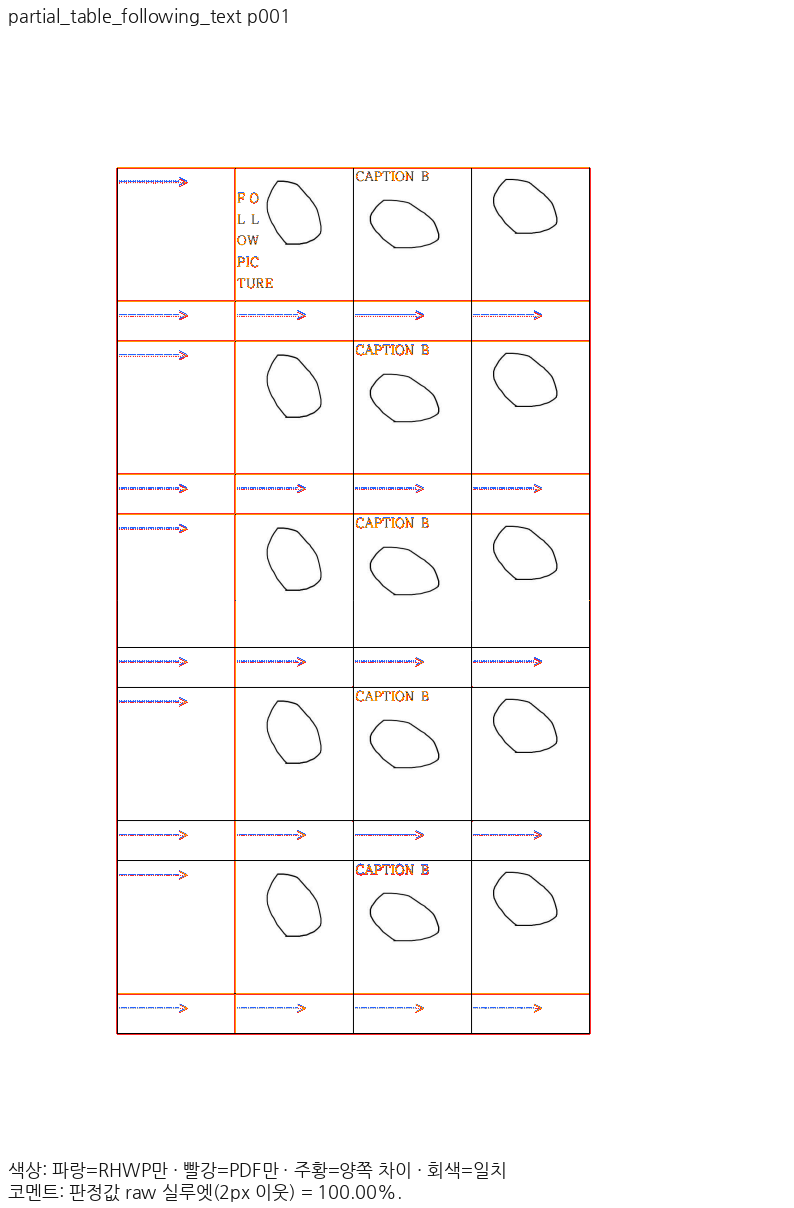 partial_table_following_text p001
CAPTION B
F O
L L
OW
PIC
TURE
CAPTION B
CAPTION B
CAPTION B
CAPTION B
색상: 파랑=RHWP만 · 빨강=PDF만 · 주황=양쪽 차이 · 회색=일치
코멘트: 판정값 raw 실루엣(2px 이웃) = 100.00%.